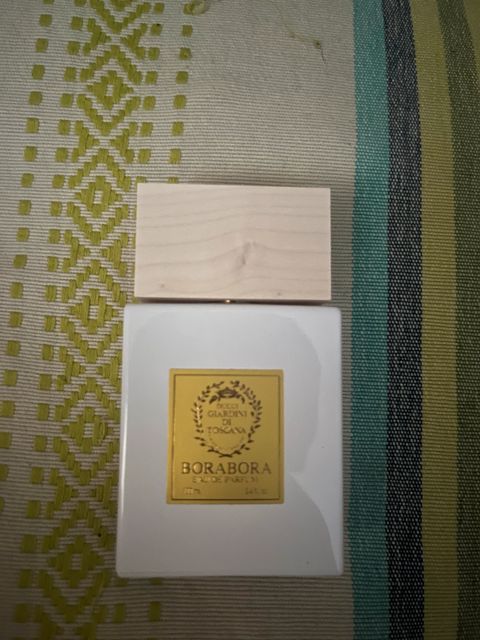 GIARDINI
DI
TOSCANA
BORABORA
EAU DE PARFUM